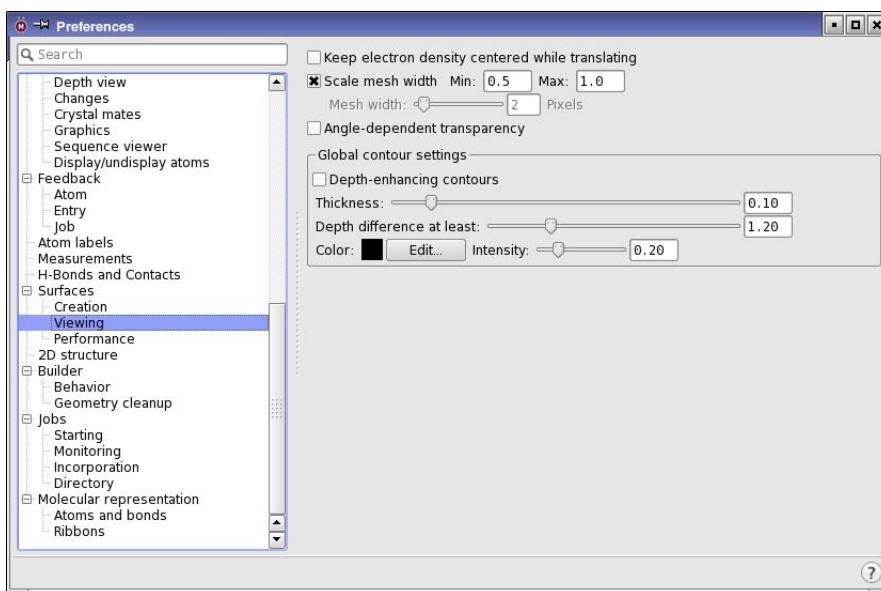 Preferences
Search
Depth view
Changes
Crystal mates
Graphics
Sequence viewer
Display/undisplay atoms
Feedback
Atom
Entry
Job
Atom labels
Measurements
H-Bonds and Contacts
Surfaces
Creation
Viewing
Performance
2D structure
Builder
Behavior
Geometry cleanup
Jobs
Starting
Monitoring
Incorporation
Directory
Molecular representation
Atoms and bonds
Ribbons
Keep electron density centered while translating
Scale mesh width Min: 0.5 Max: 1.0
Mesh width: 2 Pixels
Angle-dependent transparency
Global contour settings
Depth-enhancing contours
Thickness: 0.10
Depth difference at least: 1.20
Color: Edit... Intensity: 0.20
?